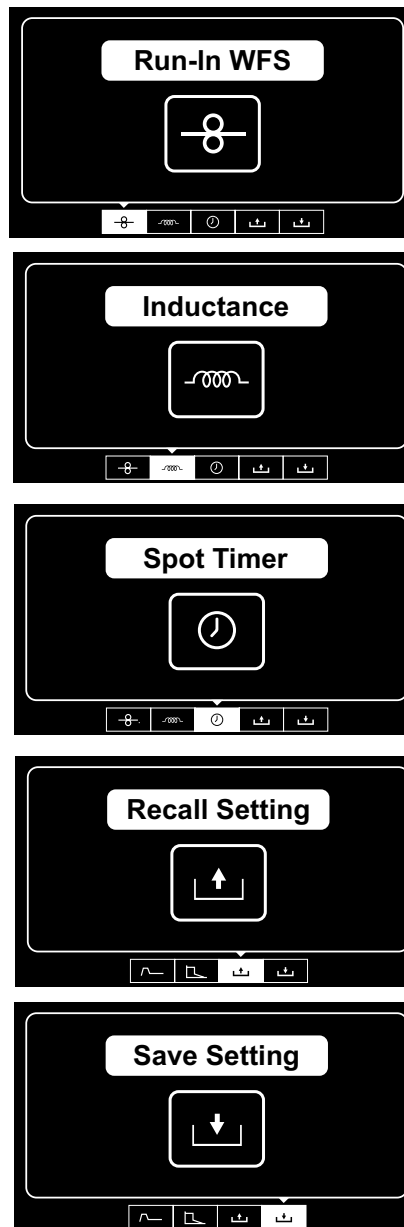 Run-In WFS
Inductance
Spot Timer
Recall Setting
Save Setting